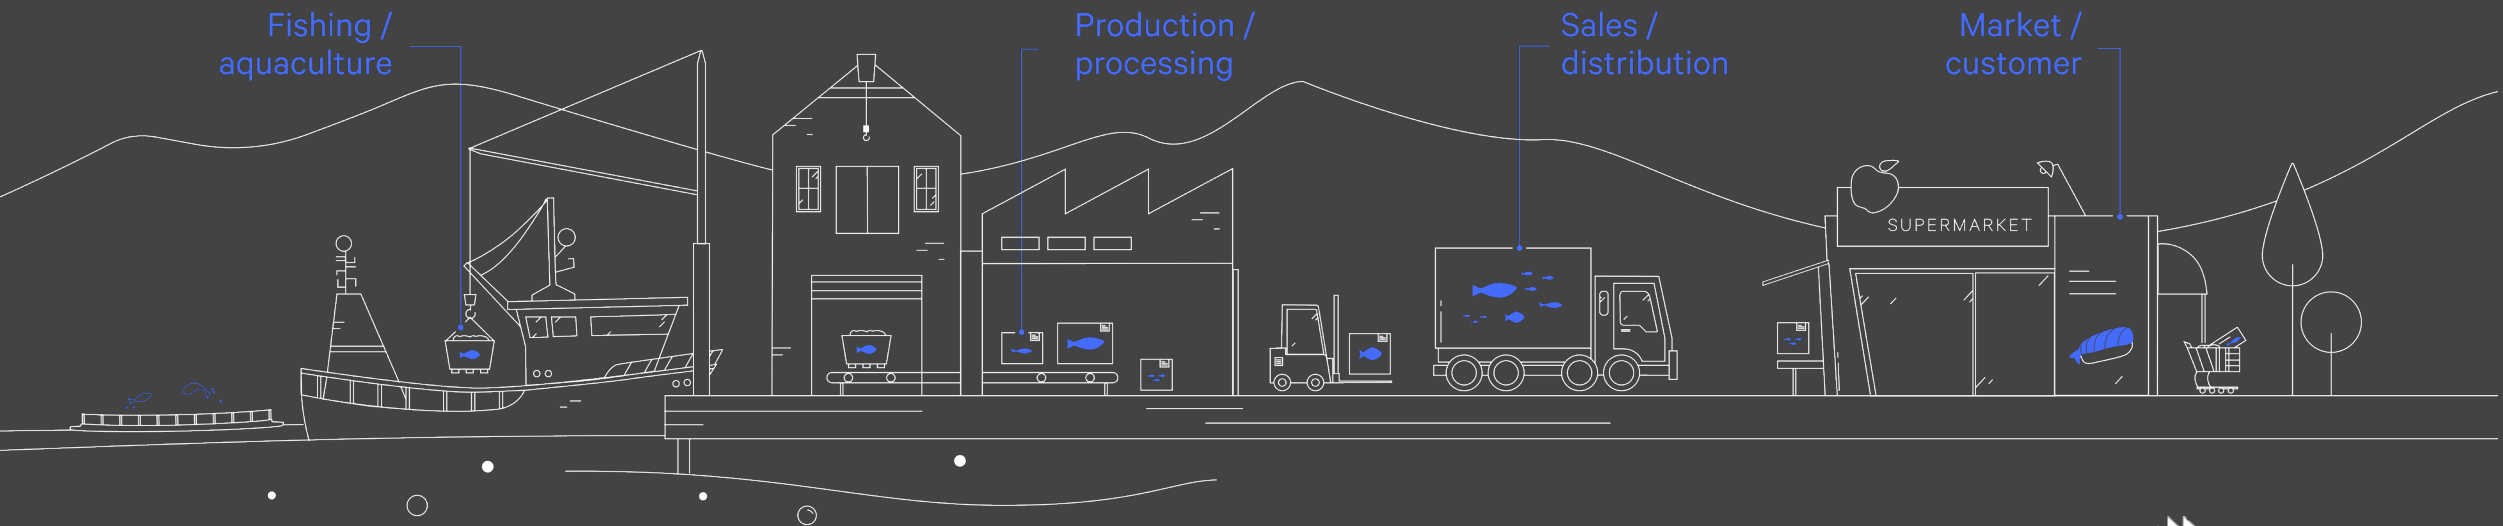 Fishing /
aquaculture
Production /
processing
Sales /
distribution
Market /
customer
SUPERMARKET